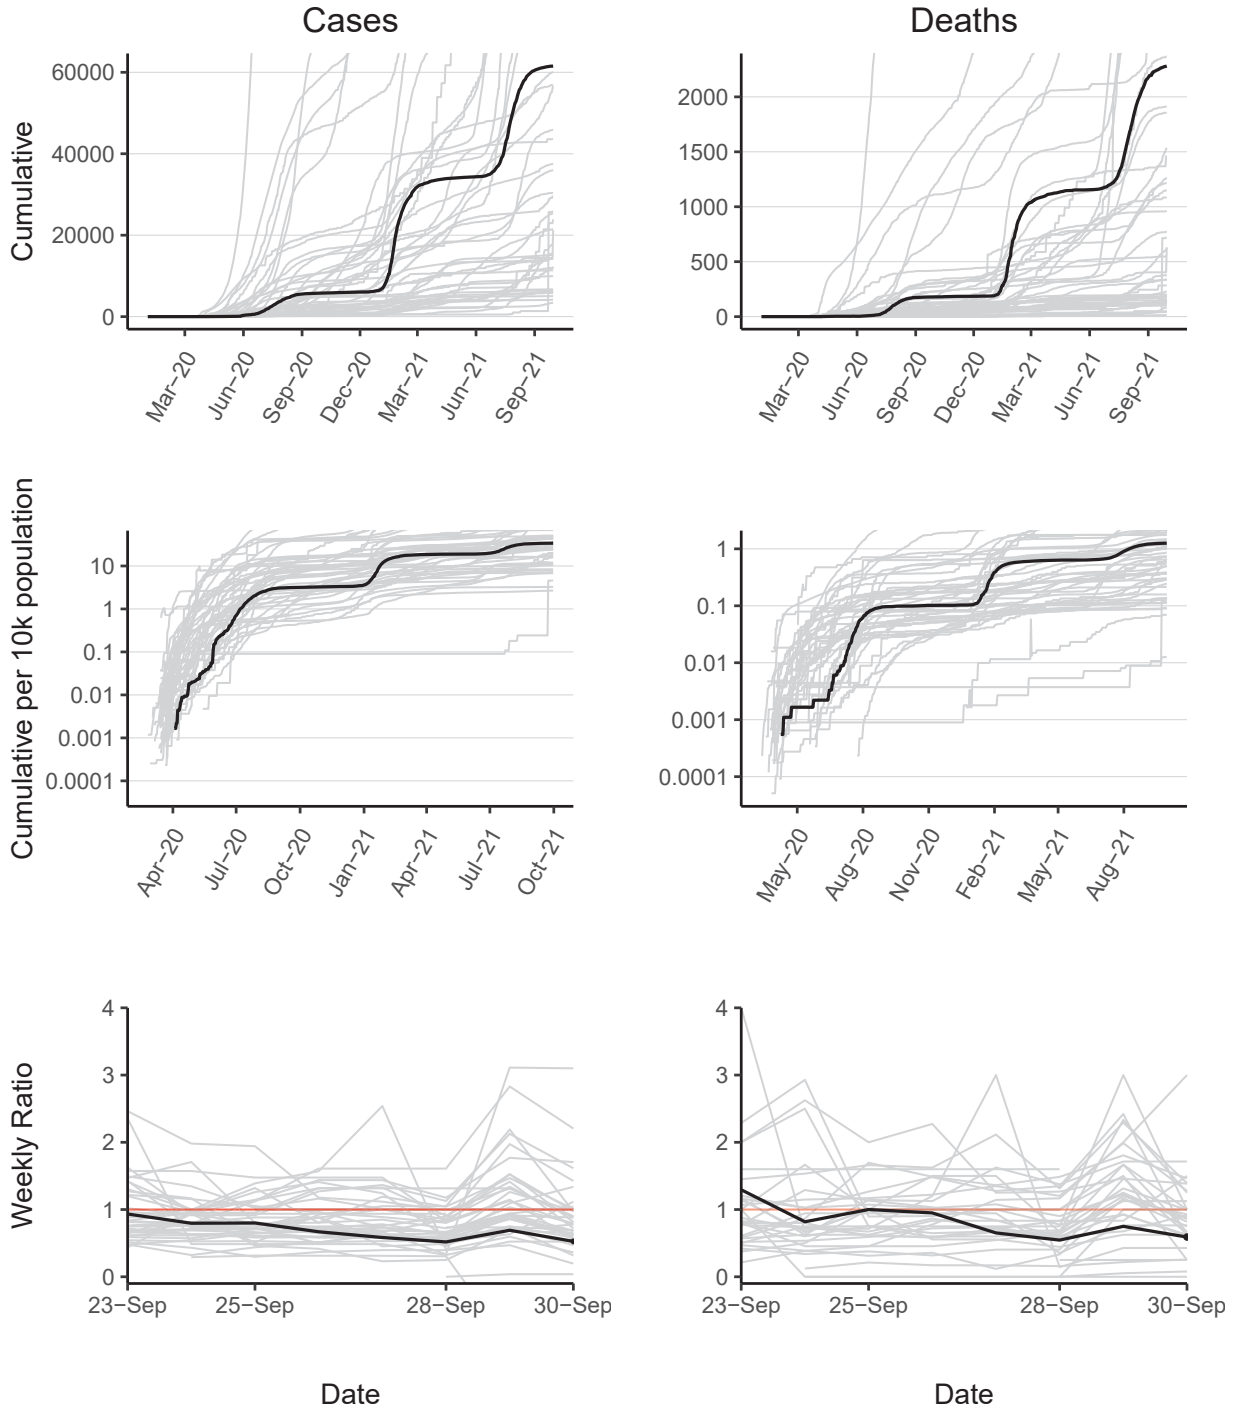 Cases
Deaths
Cumulative
60000
40000
20000
0
Mar−20
Jun−20
Sep−20
Dec−20
Mar−21
Jun−21
Sep−21
2000
1500
1000
500
0
Mar−20
Jun−20
Sep−20
Dec−20
Mar−21
Jun−21
Sep−21
Cumulative per 10k population
10
1
0.1
0.01
0.001
0.0001
Apr−20
Jul−20
Oct−20
Jan−21
Apr−21
Jul−21
Oct−21
1
0.1
0.01
0.001
0.0001
May−20
Aug−20
Nov−20
Feb−21
May−21
Aug−21
Weekly Ratio
4
3
2
1
0
23−Sep
25−Sep
28−Sep
30−Sep
Date
4
3
2
1
0
23−Sep
25−Sep
28−Sep
30−Sep
Date